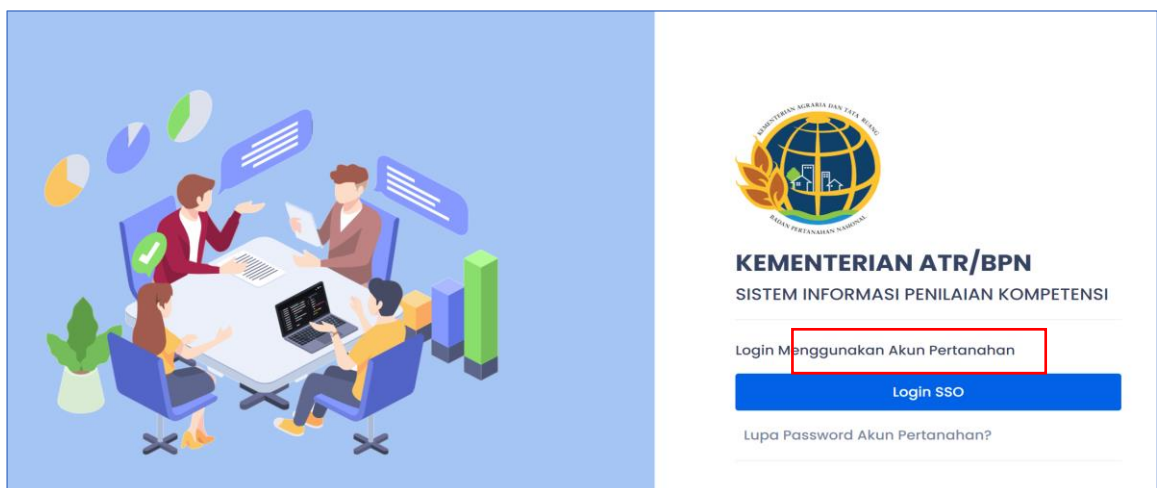 KEMENTERIAN AGRARIA DAN TATA RUANG
BADAN PERTANAHAN NASIONAL
KEMENTERIAN ATR/BPN
SISTEM INFORMASI PENILAIAN KOMPETENSI
Login Menggunakan Akun Pertanahan
Login SSO
Lupa Password Akun Pertanahan?